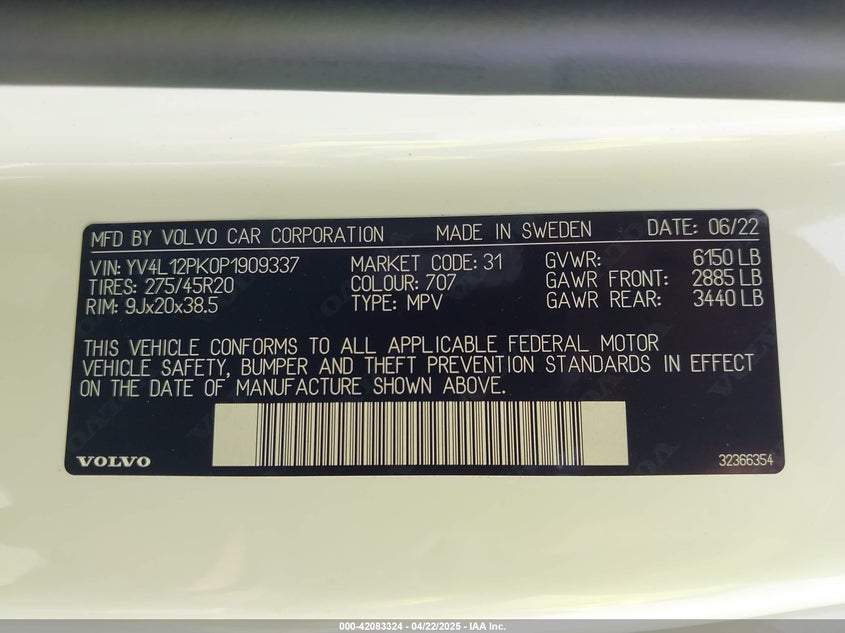 MFD BY VOLVO CAR CORPORATION MADE IN SWEDEN DATE: 06/22
VIN: YV4L12PK0P1909337 MARKET CODE: 31 GVWR: 6150 LB
TIRES: 275/45R20 COLOUR: 707 GAWR FRONT: 2885 LB
RIM: 9Jx20x38.5 TYPE: MPV GAWR REAR: 3440 LB
THIS VEHICLE CONFORMS TO ALL APPLICABLE FEDERAL MOTOR
VEHICLE SAFETY, BUMPER AND THEFT PREVENTION STANDARDS IN EFFECT
ON THE DATE OF MANUFACTURE SHOWN ABOVE.
VOLVO 32366354
000-42083324 - 04/22/2025 - IAA Inc.